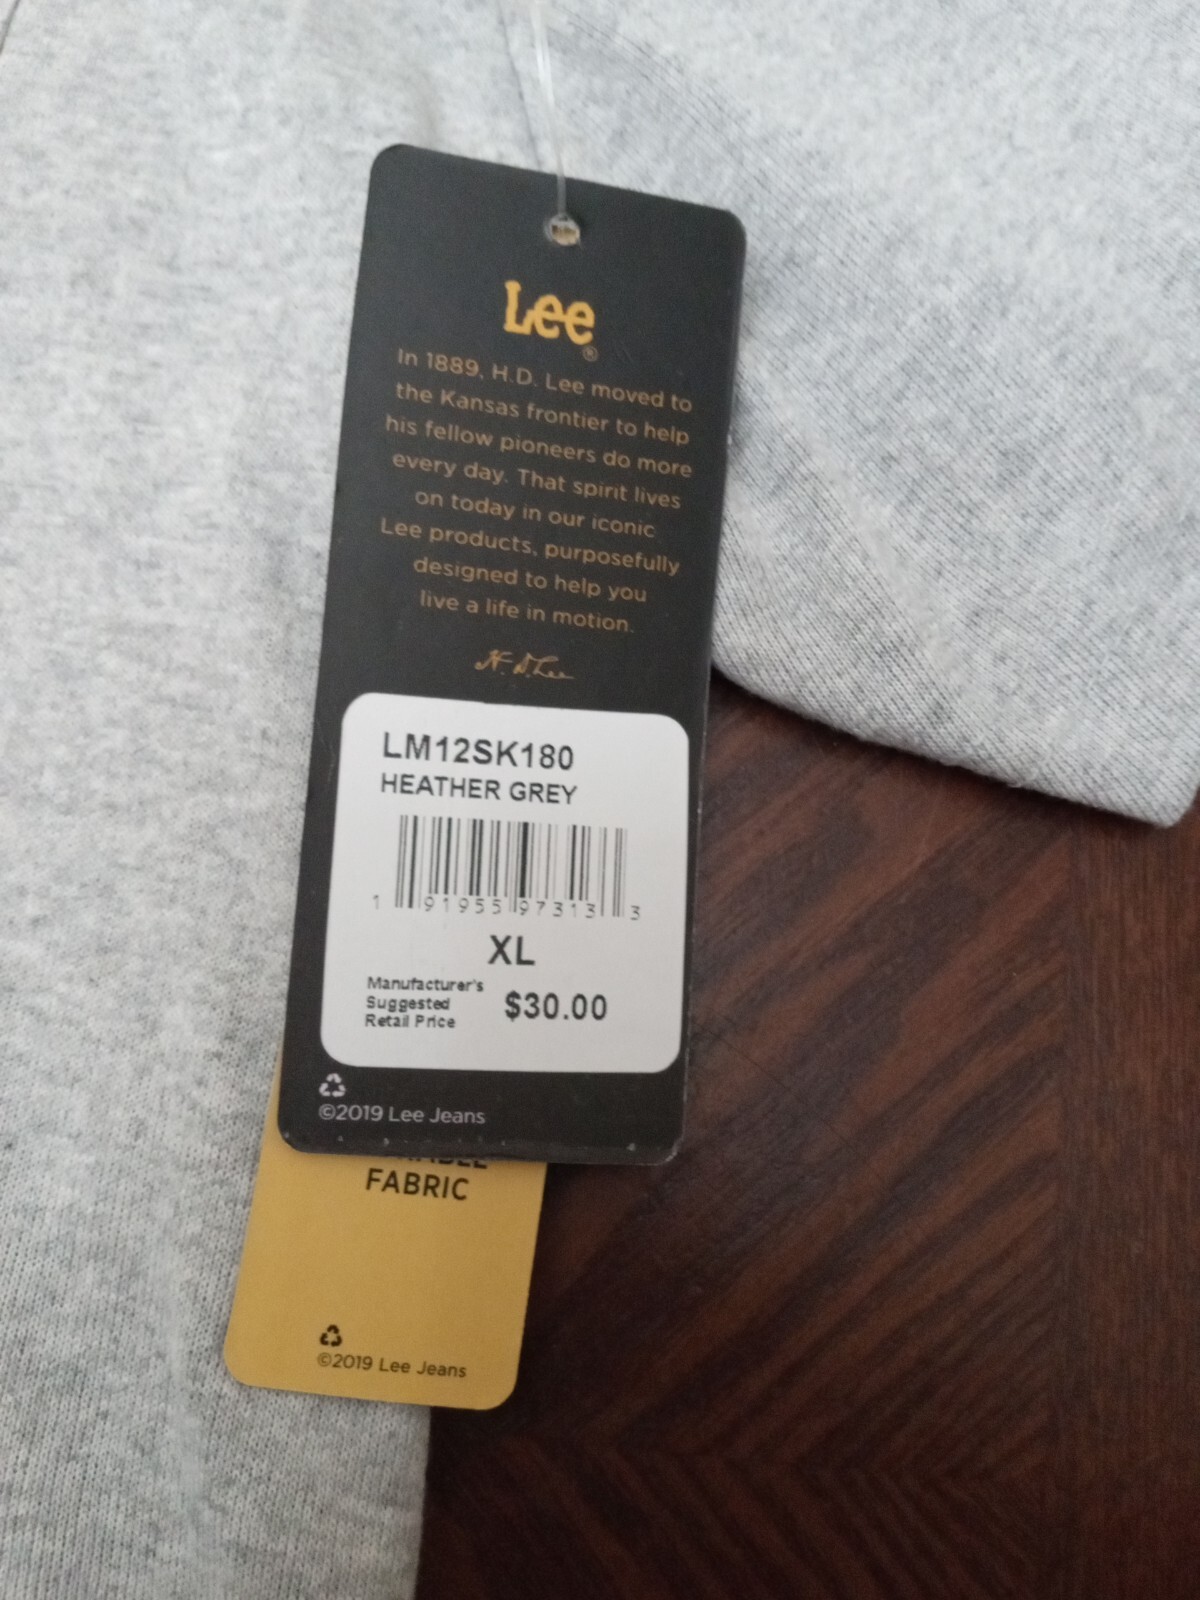 Lee
®
In 1889, H.D. Lee moved to
the Kansas frontier to help
his fellow pioneers do more
every day. That spirit lives
on today in our iconic
Lee products, purposefully
designed to help you
live a life in motion.
H. D. Lee
LM12SK180
HEATHER GREY
1 91955 97313 3
XL
Manufacturer's
Suggested
Retail Price
$30.00
©2019 Lee Jeans
FABRIC
©2019 Lee Jeans